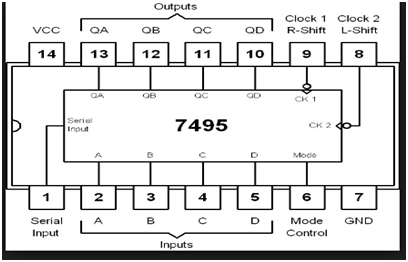 Outputs
VCC QA QB QC QD Clock 1 Clock 2
R-Shift L-Shift
14 13 12 11 10 9 8
QA QB QC QD CK 1
Serial
Input
7495
CK 2
A B C D Mode
1 2 3 4 5 6 7
Serial A B C D Mode GND
Input Control
Inputs